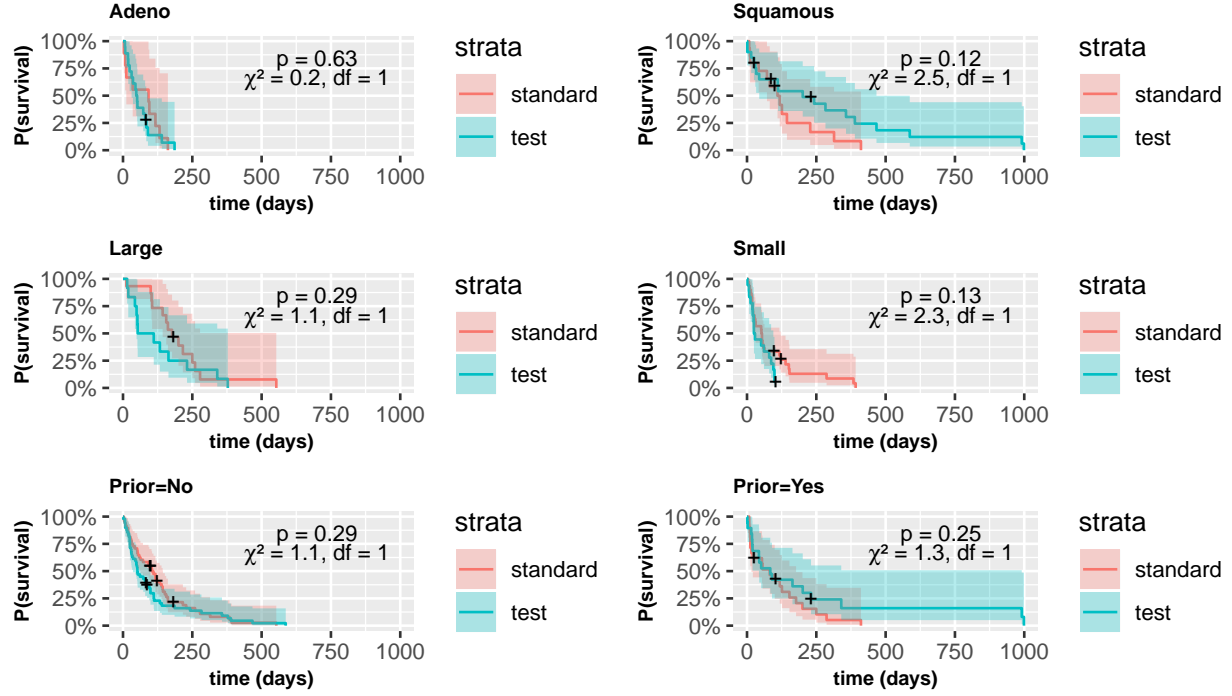 Adeno
P(survival)
100%
75%
50%
25%
0%
p = 0.63
χ² = 0.2, df = 1
0 250 500 750 1000
time (days)
strata
standard
test
Squamous
P(survival)
100%
75%
50%
25%
0%
p = 0.12
χ² = 2.5, df = 1
0 250 500 750 1000
time (days)
strata
standard
test
Large
P(survival)
100%
75%
50%
25%
0%
p = 0.29
χ² = 1.1, df = 1
0 250 500 750 1000
time (days)
strata
standard
test
Small
P(survival)
100%
75%
50%
25%
0%
p = 0.13
χ² = 2.3, df = 1
0 250 500 750 1000
time (days)
strata
standard
test
Prior=No
P(survival)
100%
75%
50%
25%
0%
p = 0.29
χ² = 1.1, df = 1
0 250 500 750 1000
time (days)
strata
standard
test
Prior=Yes
P(survival)
100%
75%
50%
25%
0%
p = 0.25
χ² = 1.3, df = 1
0 250 500 750 1000
time (days)
strata
standard
test